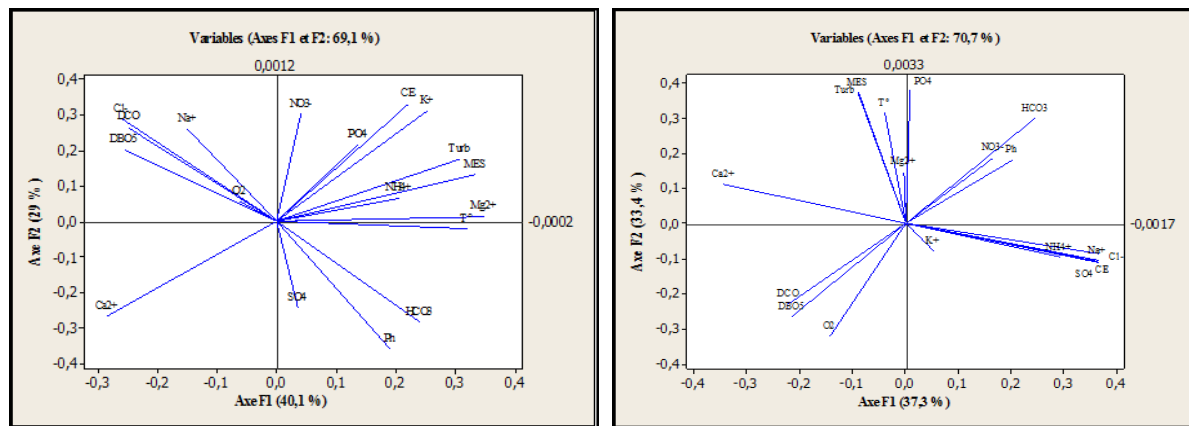 Variables (Axes F1 et F2: 69,1 %)
0,0012
0,4
0,3
0,2
0,1
0,0
-0,1
-0,2
-0,3
-0,4
Axe F2 (29 %)
C1-
DCO
DBO5
Na+
O2
NO3-
CE
K+
PO4
Turb
MES
NH4+
Mg2+
T°
-0,0002
Ca2+
SO4
HCO3
Ph
-0,3
-0,2
-0,1
0,0
0,1
0,2
0,3
0,4
Axe F1 (40,1 %)
Variables (Axes F1 et F2: 70,7 %)
0,0033
0,4
0,3
0,2
0,1
0,0
-0,1
-0,2
-0,3
-0,4
Axe F2 (33,4 %)
MES
Turb
PO4
T°
HCO3
NO3-
Ph
Mg2+
Ca2+
-0,0017
K+
NH4+
Na+
C1-
SO4
CE
DCO
DBO5
O2
-0,4
-0,3
-0,2
-0,1
0,0
0,1
0,2
0,3
0,4
Axe F1 (37,3 %)